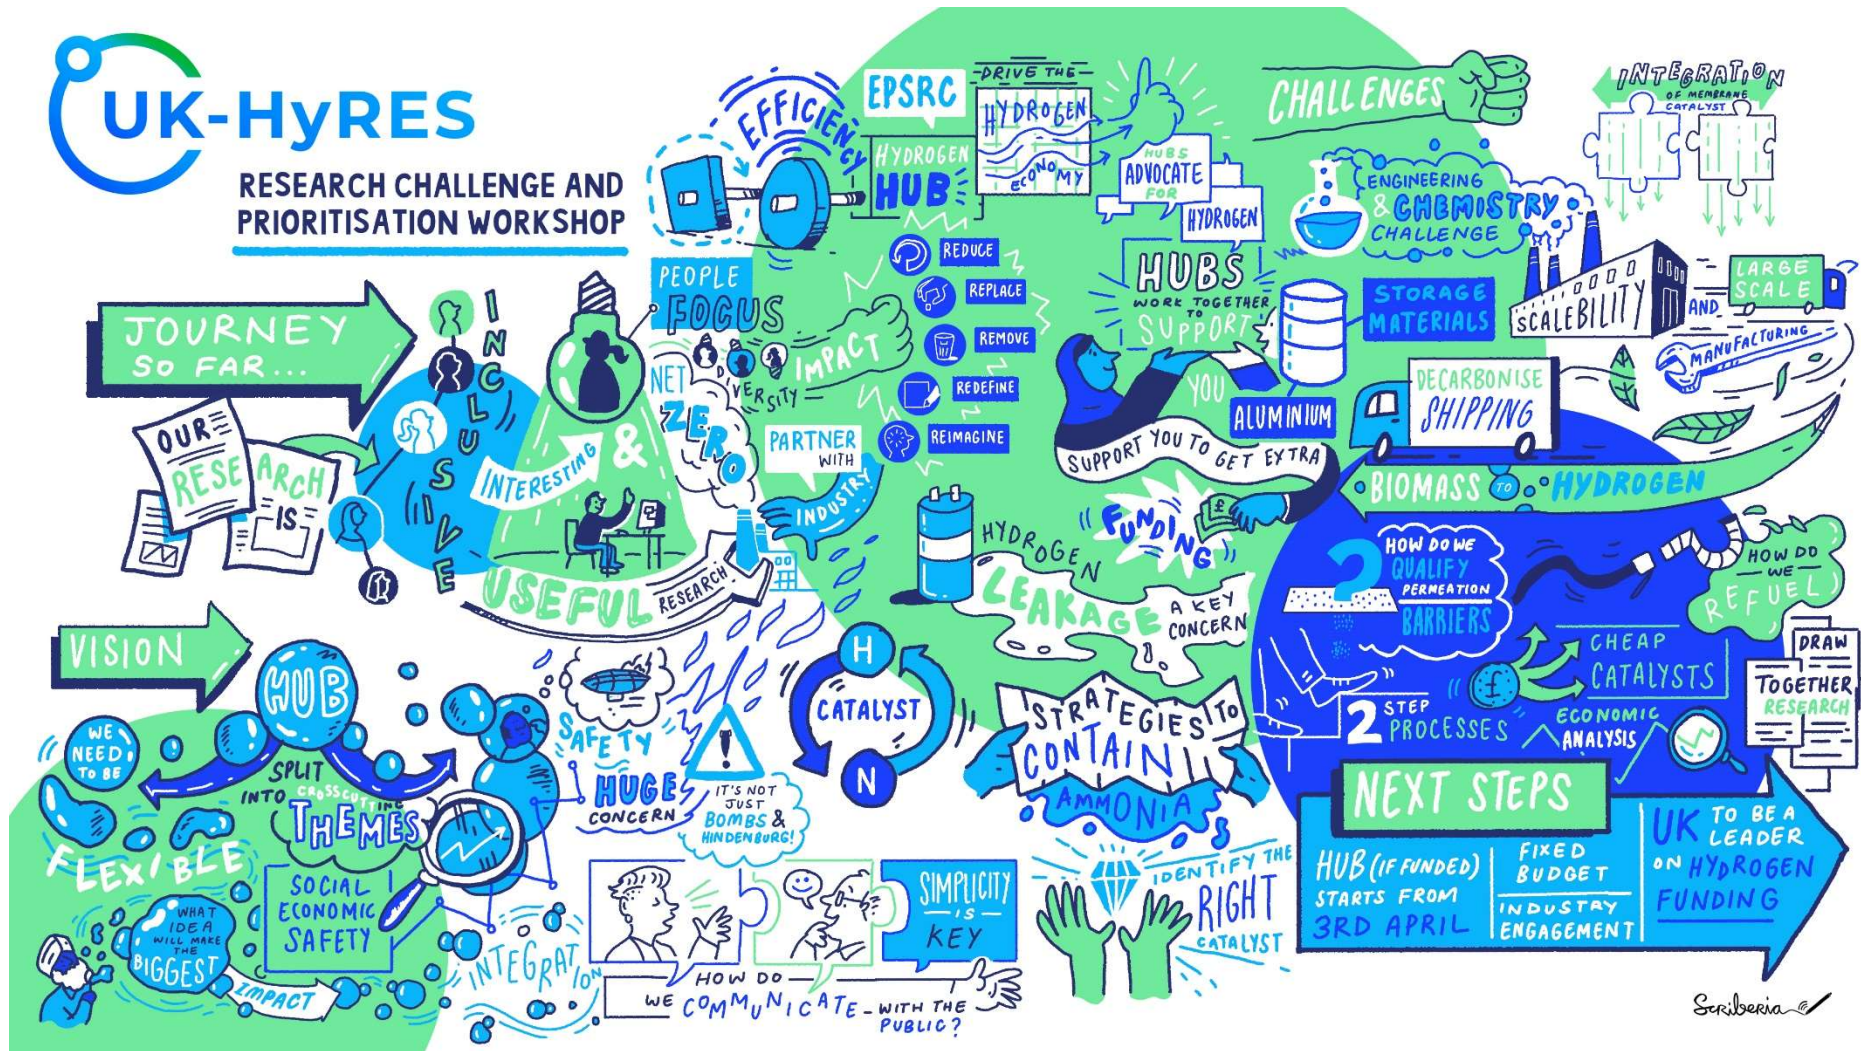 UK-HyRES
RESEARCH CHALLENGE AND
PRIORITISATION WORKSHOP
JOURNEY
SO FAR...
OUR
RESEARCH
IS
INCLUSIVE
INTERESTING
&
USEFUL
RESEARCH
EFFICIENCY
PEOPLE
FOCUS
DIVERSITY
NET
ZERO
IMPACT
PARTNER
WITH
INDUSTRY
EPSRC
HYDROGEN
HUB
DRIVE THE
HYDROGEN
ECONOMY
HUBS
ADVOCATE
FOR
HYDROGEN
REDUCE
REPLACE
REMOVE
REDEFINE
REIMAGINE
HUBS
WORK TOGETHER
TO
SUPPORT
YOU
SUPPORT YOU TO GET EXTRA
FUNDING
HYDROGEN
LEAKAGE
A KEY
CONCERN
CHALLENGES
INTEGRATION
OF MEMBRANE
CATALYST
ENGINEERING
& CHEMISTRY
CHALLENGE
STORAGE
MATERIALS
ALUMINIUM
SCALEBILITY
AND
LARGE
SCALE
MANUFACTURING
DECARBONISE
SHIPPING
BIOMASS TO HYDROGEN
HOW DO WE
QUALIFY
PERMEATION
BARRIERS
HOW DO
WE
REFUEL
£
CHEAP
CATALYSTS
2 STEP
PROCESSES
ECONOMIC
ANALYSIS
DRAW
TOGETHER
RESEARCH
VISION
HUB
SPLIT
INTO CROSSCUTTING
THEMES
WE
NEED
TO BE
FLEXIBLE
SOCIAL
ECONOMIC
SAFETY
WHAT
IDEA
WILL MAKE
THE
BIGGEST
IMPACT
INTEGRATION
SAFETY
HUGE
CONCERN
!
IT'S NOT
JUST
BOMBS &
HINDENBURG!
H
CATALYST
N
STRATEGIES TO
CONTAIN
AMMONIA
SIMPLICITY
IS
KEY
HOW DO
WE COMMUNICATE - WITH THE
PUBLIC?
IDENTIFY THE
RIGHT
CATALYST
NEXT STEPS
HUB (IF FUNDED)
STARTS FROM
3RD APRIL
FIXED
BUDGET
INDUSTRY
ENGAGEMENT
UK TO BE A
LEADER
ON HYDROGEN
FUNDING
Scriberia